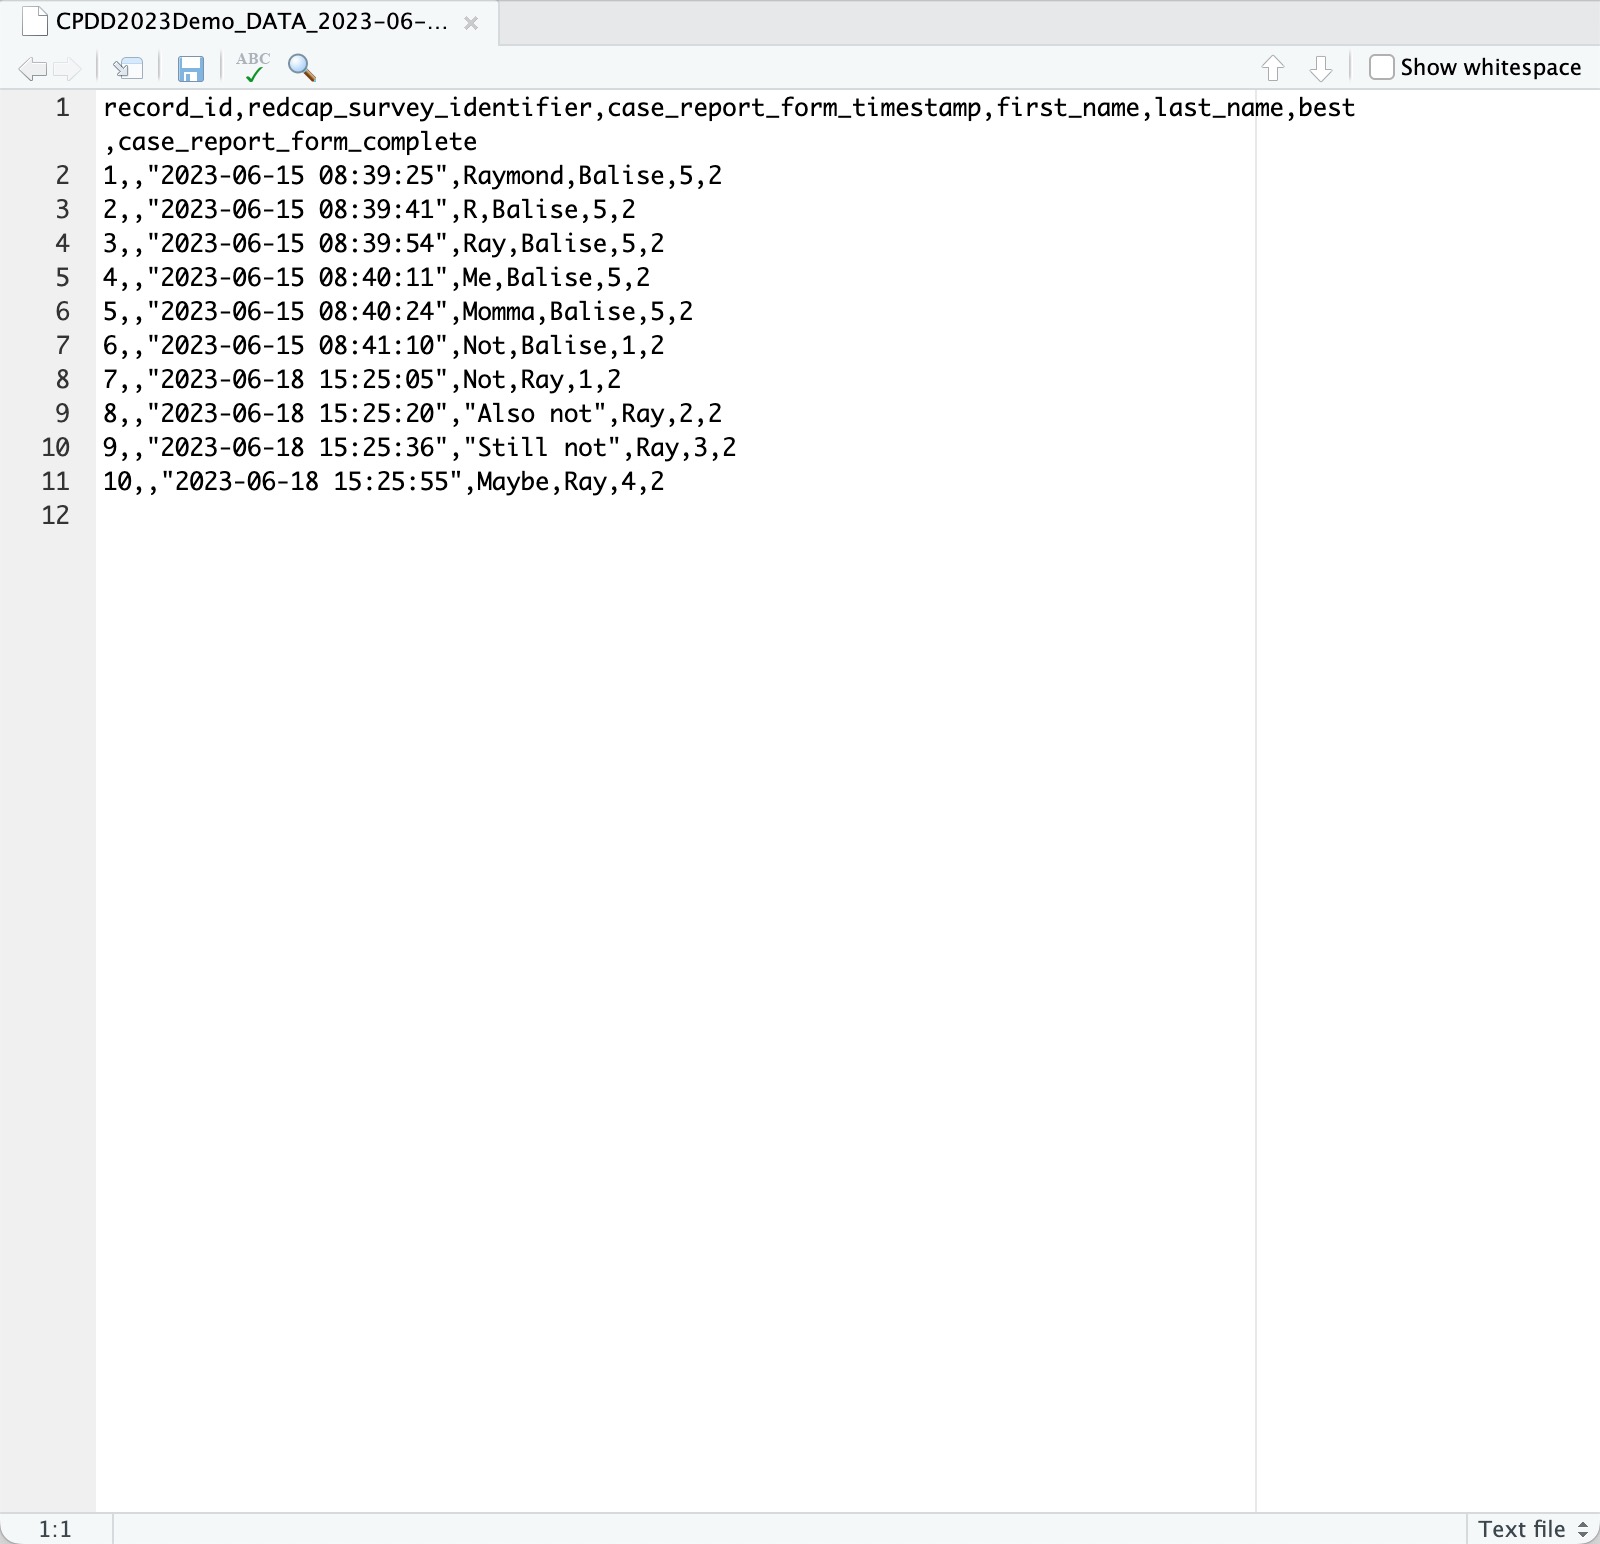 CPDD2023Demo_DATA_2023-06-...
ABC
Show whitespace
1 record_id,redcap_survey_identifier,case_report_form_timestamp,first_name,last_name,best
,case_report_form_complete
2 1,,"2023-06-15 08:39:25",Raymond,Balise,5,2
3 2,,"2023-06-15 08:39:41",R,Balise,5,2
4 3,,"2023-06-15 08:39:54",Ray,Balise,5,2
5 4,,"2023-06-15 08:40:11",Me,Balise,5,2
6 5,,"2023-06-15 08:40:24",Momma,Balise,5,2
7 6,,"2023-06-15 08:41:10",Not,Balise,1,2
8 7,,"2023-06-18 15:25:05",Not,Ray,1,2
9 8,,"2023-06-18 15:25:20","Also not",Ray,2,2
10 9,,"2023-06-18 15:25:36","Still not",Ray,3,2
11 10,,"2023-06-18 15:25:55",Maybe,Ray,4,2
12
1:1 Text file